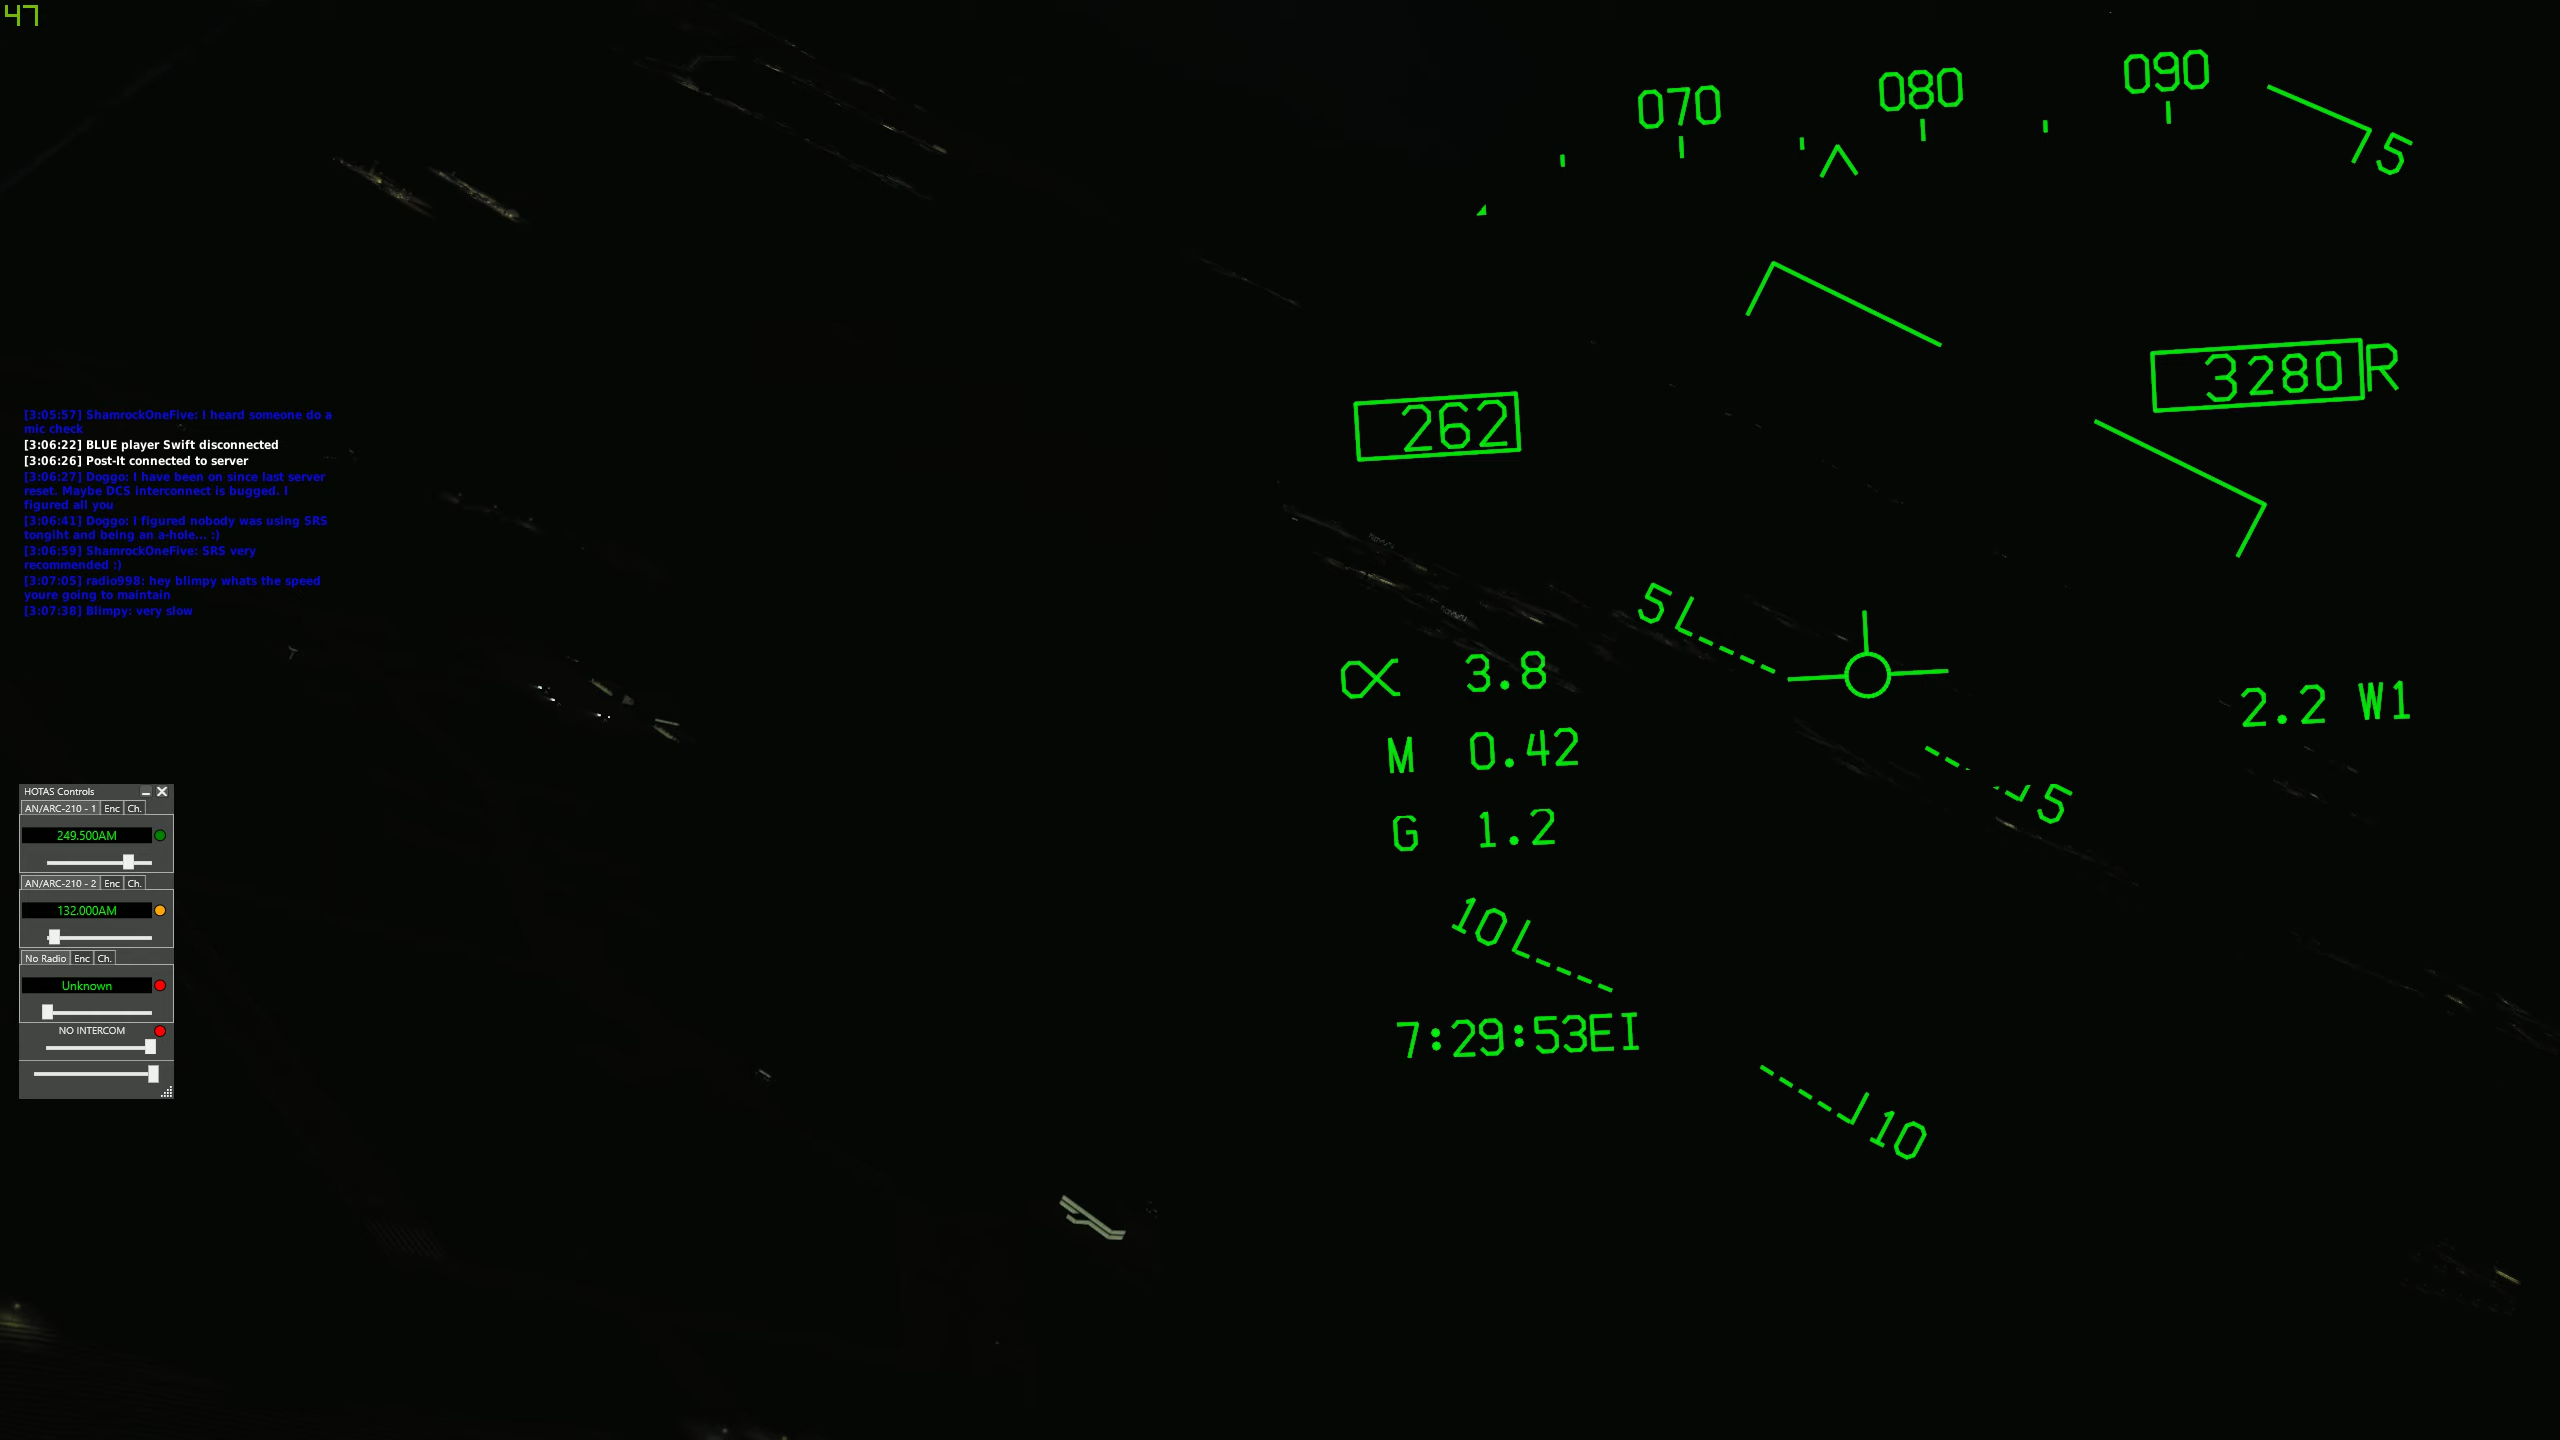 47
070 080 090
5
3280 R
262
[3:05:57] ShamrockOneFive: I heard someone do a
mic check
[3:06:22] BLUE player Swift disconnected
[3:06:26] Post-It connected to server
[3:06:27] Doggo: I have been on since last server
reset. Maybe DCS interconnect is bugged. I
figured all you
[3:06:41] Doggo: I figured nobody was using SRS
tongiht and being an a-hole... :)
[3:06:59] ShamrockOneFive: SRS very
recommended :)
[3:07:05] radio998: hey blimpy whats the speed
youre going to maintain
[3:07:38] Blimpy: very slow
5
α 3.8
2.2 W1
M 0.42
5
G 1.2
10
7:29:53EI
10
HOTAS Controls
AN/ARC-210 - 1 Enc Ch.
249.500AM
AN/ARC-210 - 2 Enc Ch.
132.000AM
No Radio Enc Ch.
Unknown
NO INTERCOM